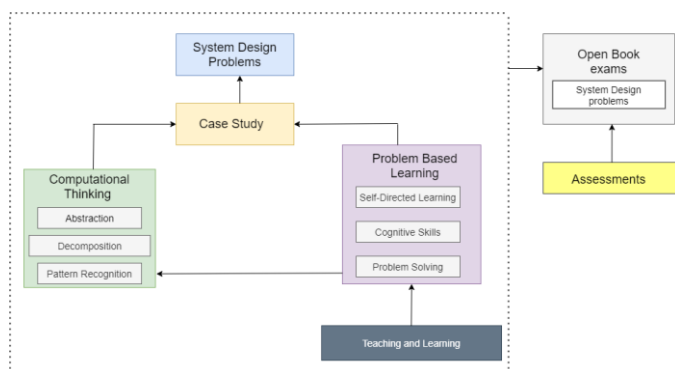 System Design
Problems
Open Book
exams
System Design
problems
Case Study
Computational
Thinking
Abstraction
Decomposition
Pattern Recognition
Problem Based
Learning
Self-Directed Learning
Cognitive Skills
Problem Solving
Assessments
Teaching and Learning